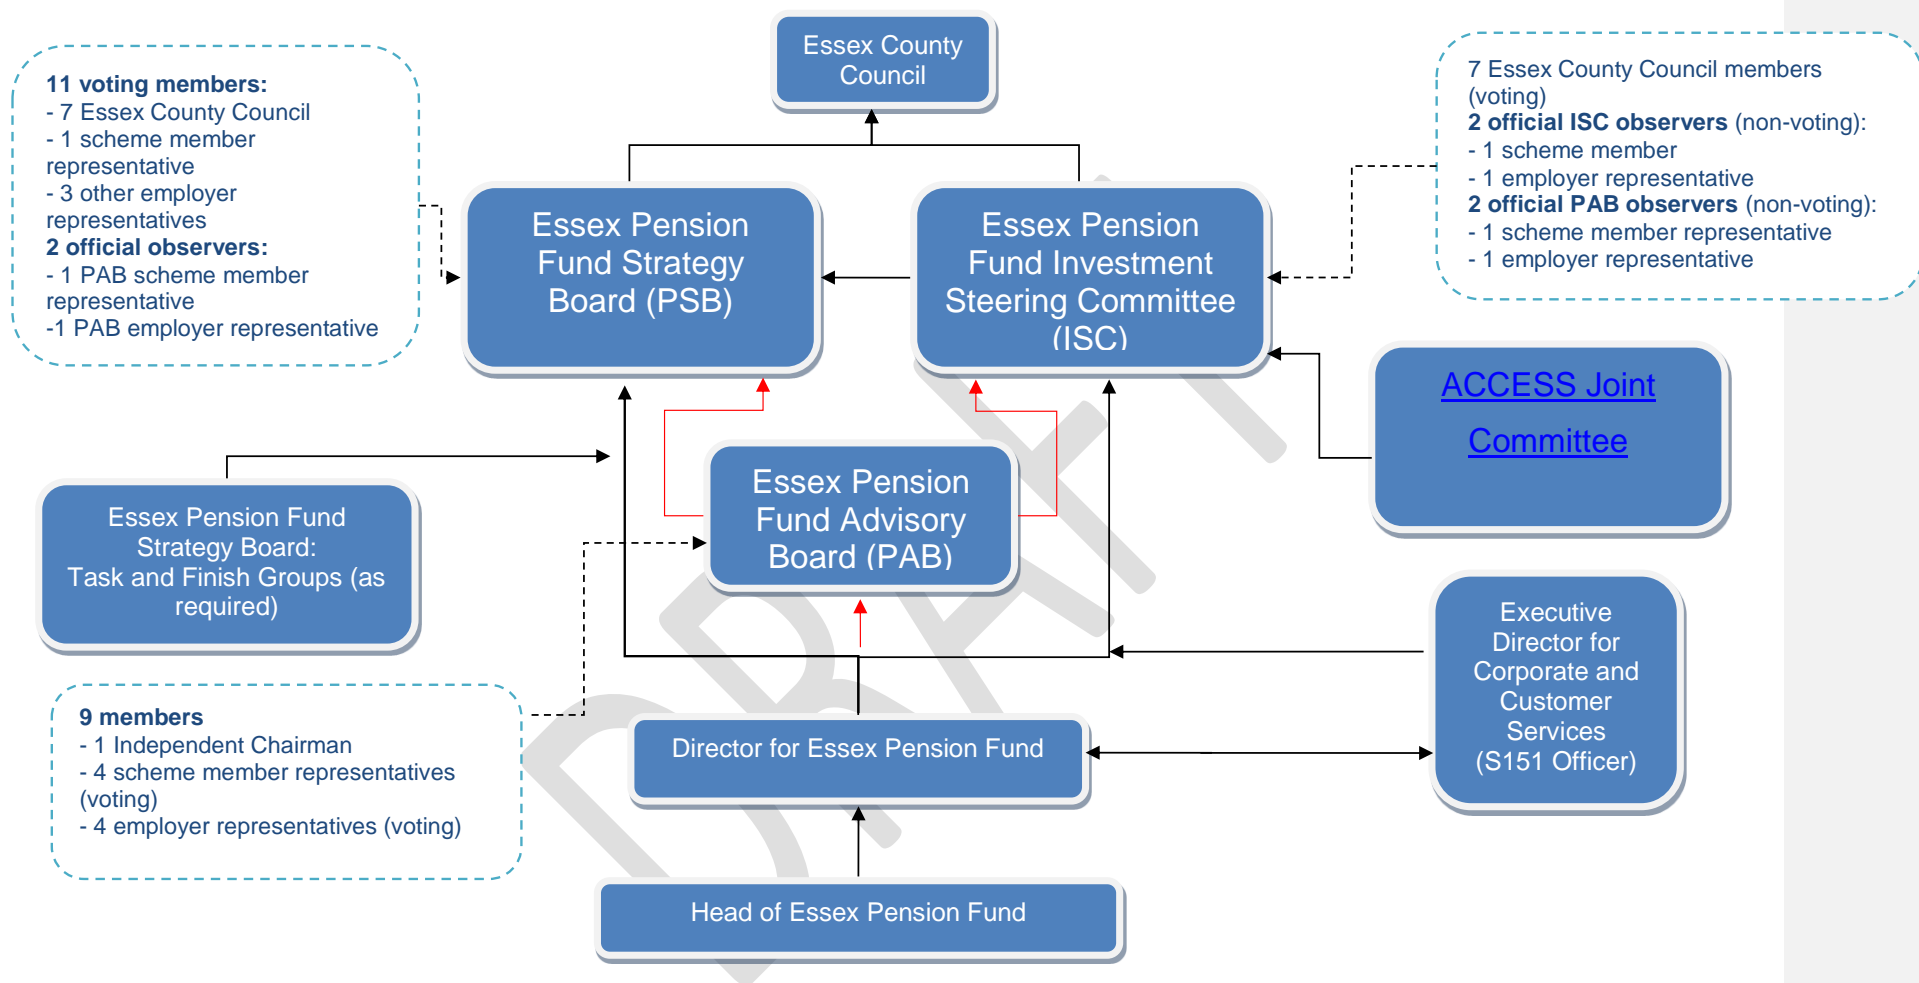 Essex County
Council
11 voting members:
- 7 Essex County Council
- 1 scheme member
representative
- 3 other employer
representatives
2 official observers:
- 1 PAB scheme member
representative
-1 PAB employer representative
7 Essex County Council members
(voting)
2 official ISC observers (non-voting):
- 1 scheme member
- 1 employer representative
2 official PAB observers (non-voting):
- 1 scheme member representative
- 1 employer representative
Essex Pension
Fund Strategy
Board (PSB)
Essex Pension
Fund Investment
Steering Committee
(ISC)
ACCESS Joint
Committee
Essex Pension
Fund Advisory
Board (PAB)
Essex Pension Fund
Strategy Board:
Task and Finish Groups (as
required)
Executive
Director for
Corporate and
Customer
Services
(S151 Officer)
9 members
- 1 Independent Chairman
- 4 scheme member representatives
(voting)
- 4 employer representatives (voting)
Director for Essex Pension Fund
Head of Essex Pension Fund
DRAFT